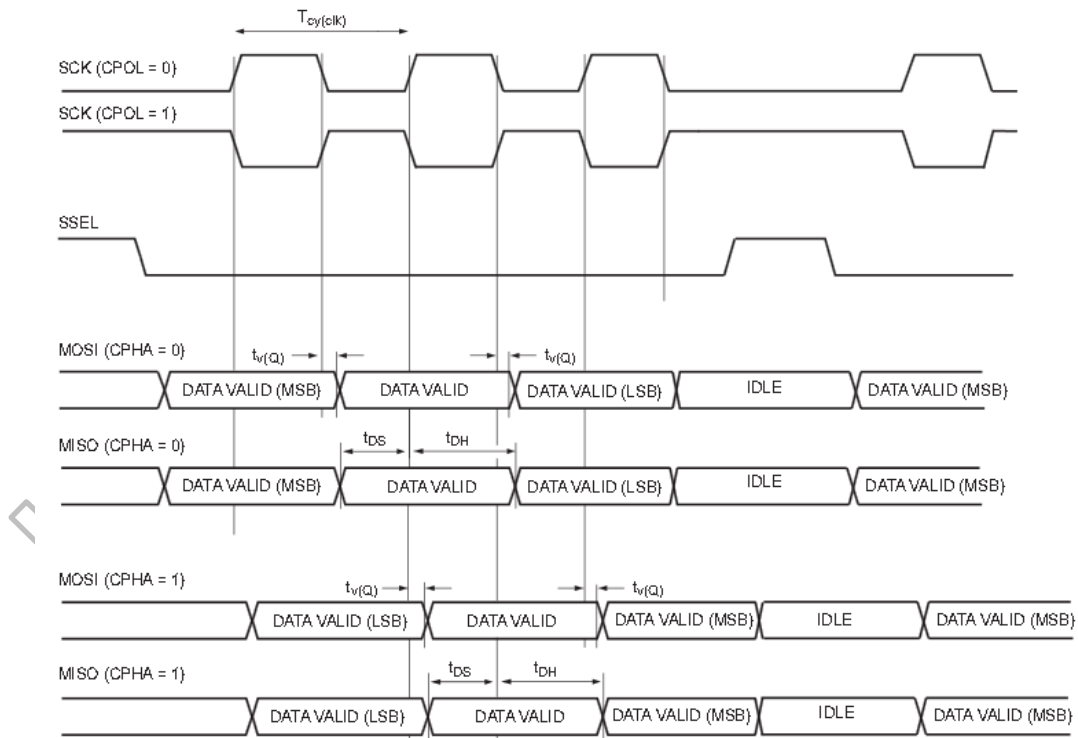 Tcy(clk)
SCK (CPOL = 0)
SCK (CPOL = 1)
SSEL
MOSI (CPHA = 0)
tv(Q) tv(Q)
DATA VALID (MSB) DATA VALID DATA VALID (LSB) IDLE DATA VALID (MSB)
MISO (CPHA = 0)
tDS tDH
DATA VALID (MSB) DATA VALID DATA VALID (LSB) IDLE DATA VALID (MSB)
MOSI (CPHA = 1)
tv(Q) tv(Q)
DATA VALID (LSB) DATA VALID DATA VALID (MSB) IDLE DATA VALID (MSB)
MISO (CPHA = 1)
tDS tDH
DATA VALID (LSB) DATA VALID DATA VALID (MSB) IDLE DATA VALID (MSB)